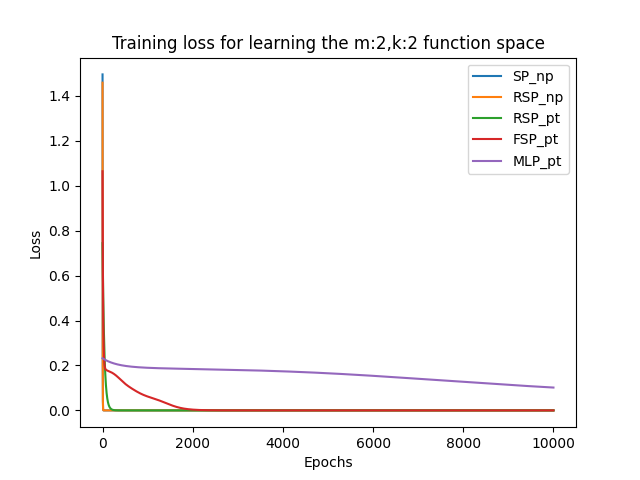 Training loss for learning the m:2,k:2 function space
SP_np
RSP_np
RSP_pt
FSP_pt
MLP_pt
Loss
1.4
1.2
1.0
0.8
0.6
0.4
0.2
0.0
0
2000
4000
6000
8000
10000
Epochs